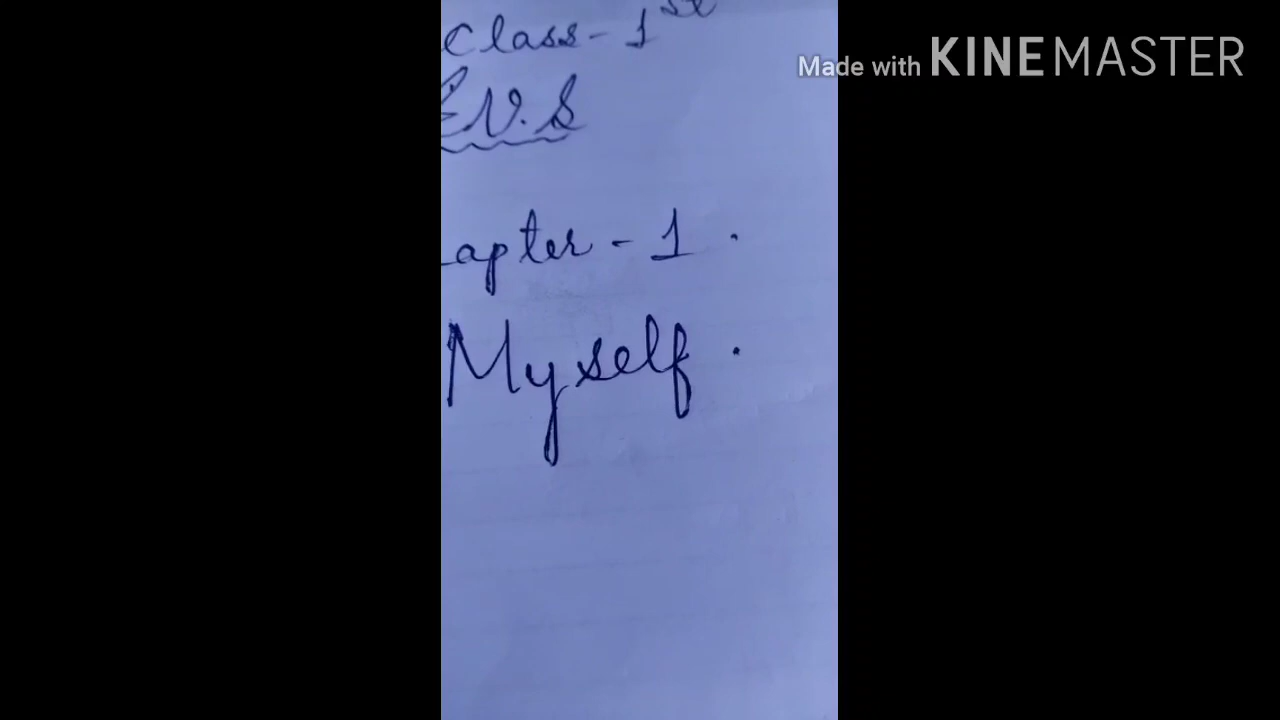 Class - 1st
Made with KINEMASTER
E.V.S
apter - 1 .
Myself .